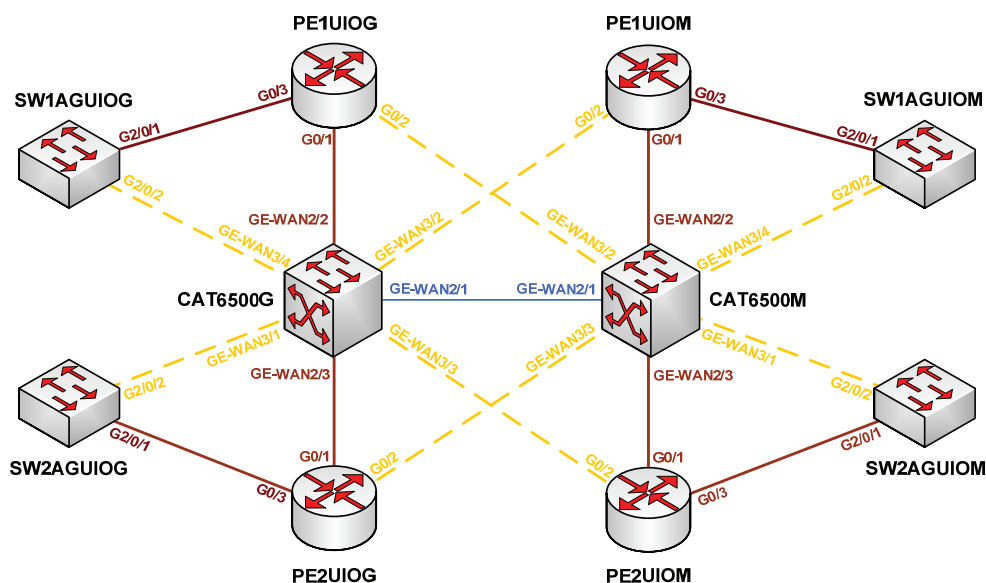 PE1UIOG
PE1UIOM
SW1AGUIOG
G0/3
G0/3
SW1AGUIOM
G2/0/1
G0/1
G0/2
G0/2
G0/1
G2/0/1
G2/0/2
G2/0/2
GE-WAN2/2
GE-WAN3/2
GE-WAN3/2
GE-WAN2/2
GE-WAN3/4
GE-WAN3/4
CAT6500G
GE-WAN2/1
GE-WAN2/1
CAT6500M
GE-WAN3/1
GE-WAN3/3
GE-WAN3/3
GE-WAN3/1
GE-WAN2/3
GE-WAN2/3
G2/0/2
G2/0/2
G2/0/1
G2/0/1
SW2AGUIOG
G0/1
G0/2
G0/2
G0/1
SW2AGUIOM
G0/3
G0/3
PE2UIOG
PE2UIOM